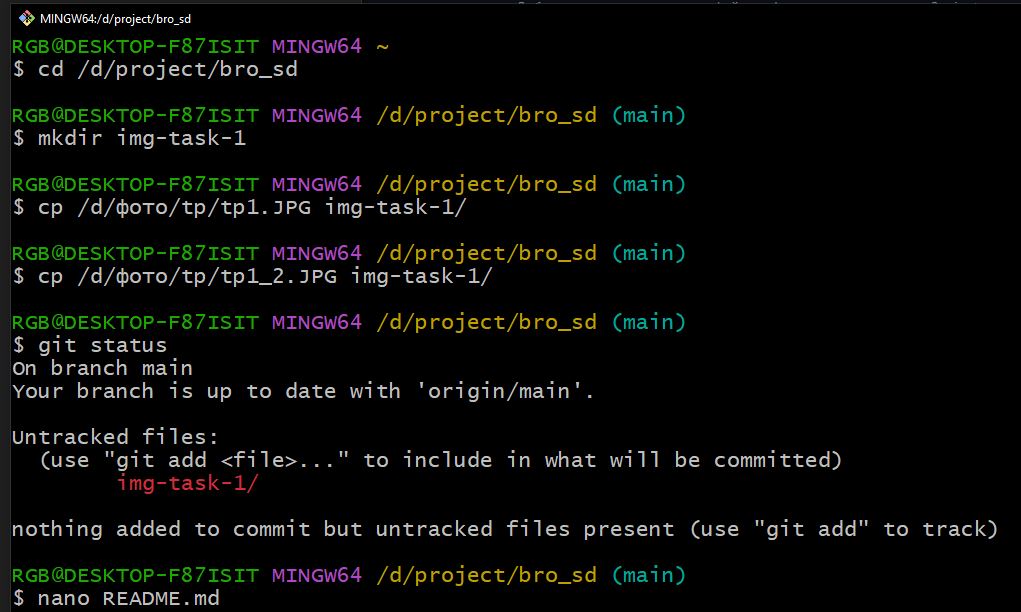 MINGW64:/d/project/bro_sd
RGB@DESKTOP-F87ISIT MINGW64 ~
$ cd /d/project/bro_sd
RGB@DESKTOP-F87ISIT MINGW64 /d/project/bro_sd (main)
$ mkdir img-task-1
RGB@DESKTOP-F87ISIT MINGW64 /d/project/bro_sd (main)
$ cp /d/фото/tp/tp1.JPG img-task-1/
RGB@DESKTOP-F87ISIT MINGW64 /d/project/bro_sd (main)
$ cp /d/фото/tp/tp1_2.JPG img-task-1/
RGB@DESKTOP-F87ISIT MINGW64 /d/project/bro_sd (main)
$ git status
On branch main
Your branch is up to date with 'origin/main'.
Untracked files:
(use "git add <file>..." to include in what will be committed)
img-task-1/
nothing added to commit but untracked files present (use "git add" to track)
RGB@DESKTOP-F87ISIT MINGW64 /d/project/bro_sd (main)
$ nano README.md